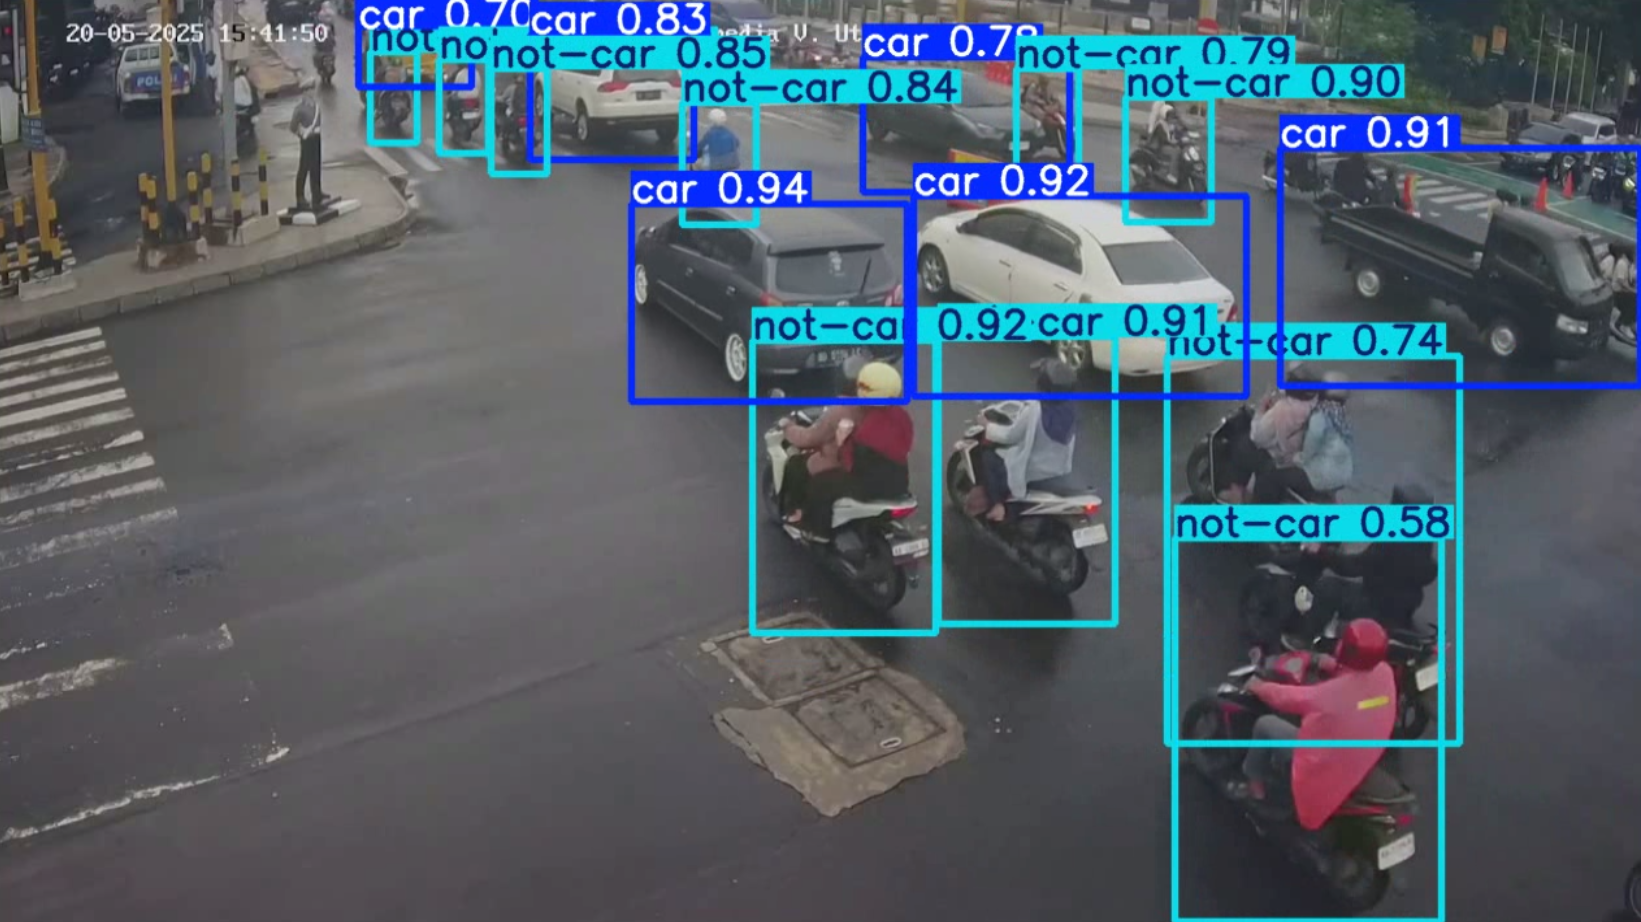 car 0.70
car 0.83
20-05-2025 15:41:50
pedia V. Ut
car 0.78
not
no
not-car 0.85
not-car 0.79
not-car 0.84
not-car 0.90
POL
car 0.91
car 0.94
car 0.92
not-car 0.92
car 0.91
not-car 0.74
not-car 0.58